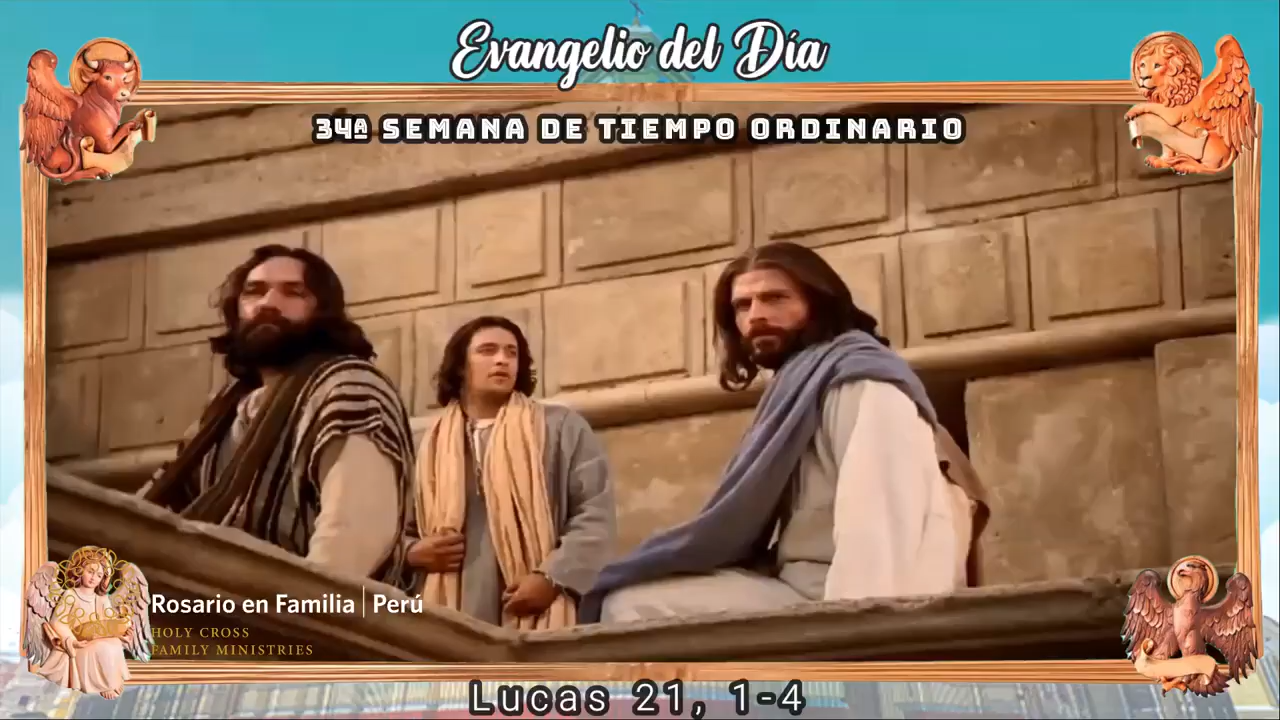 Evangelio del Día
34ª SEMANA DE TIEMPO ORDINARIO
Rosario en Familia | Perú
HOLY CROSS
FAMILY MINISTRIES
Lucas 21, 1-4